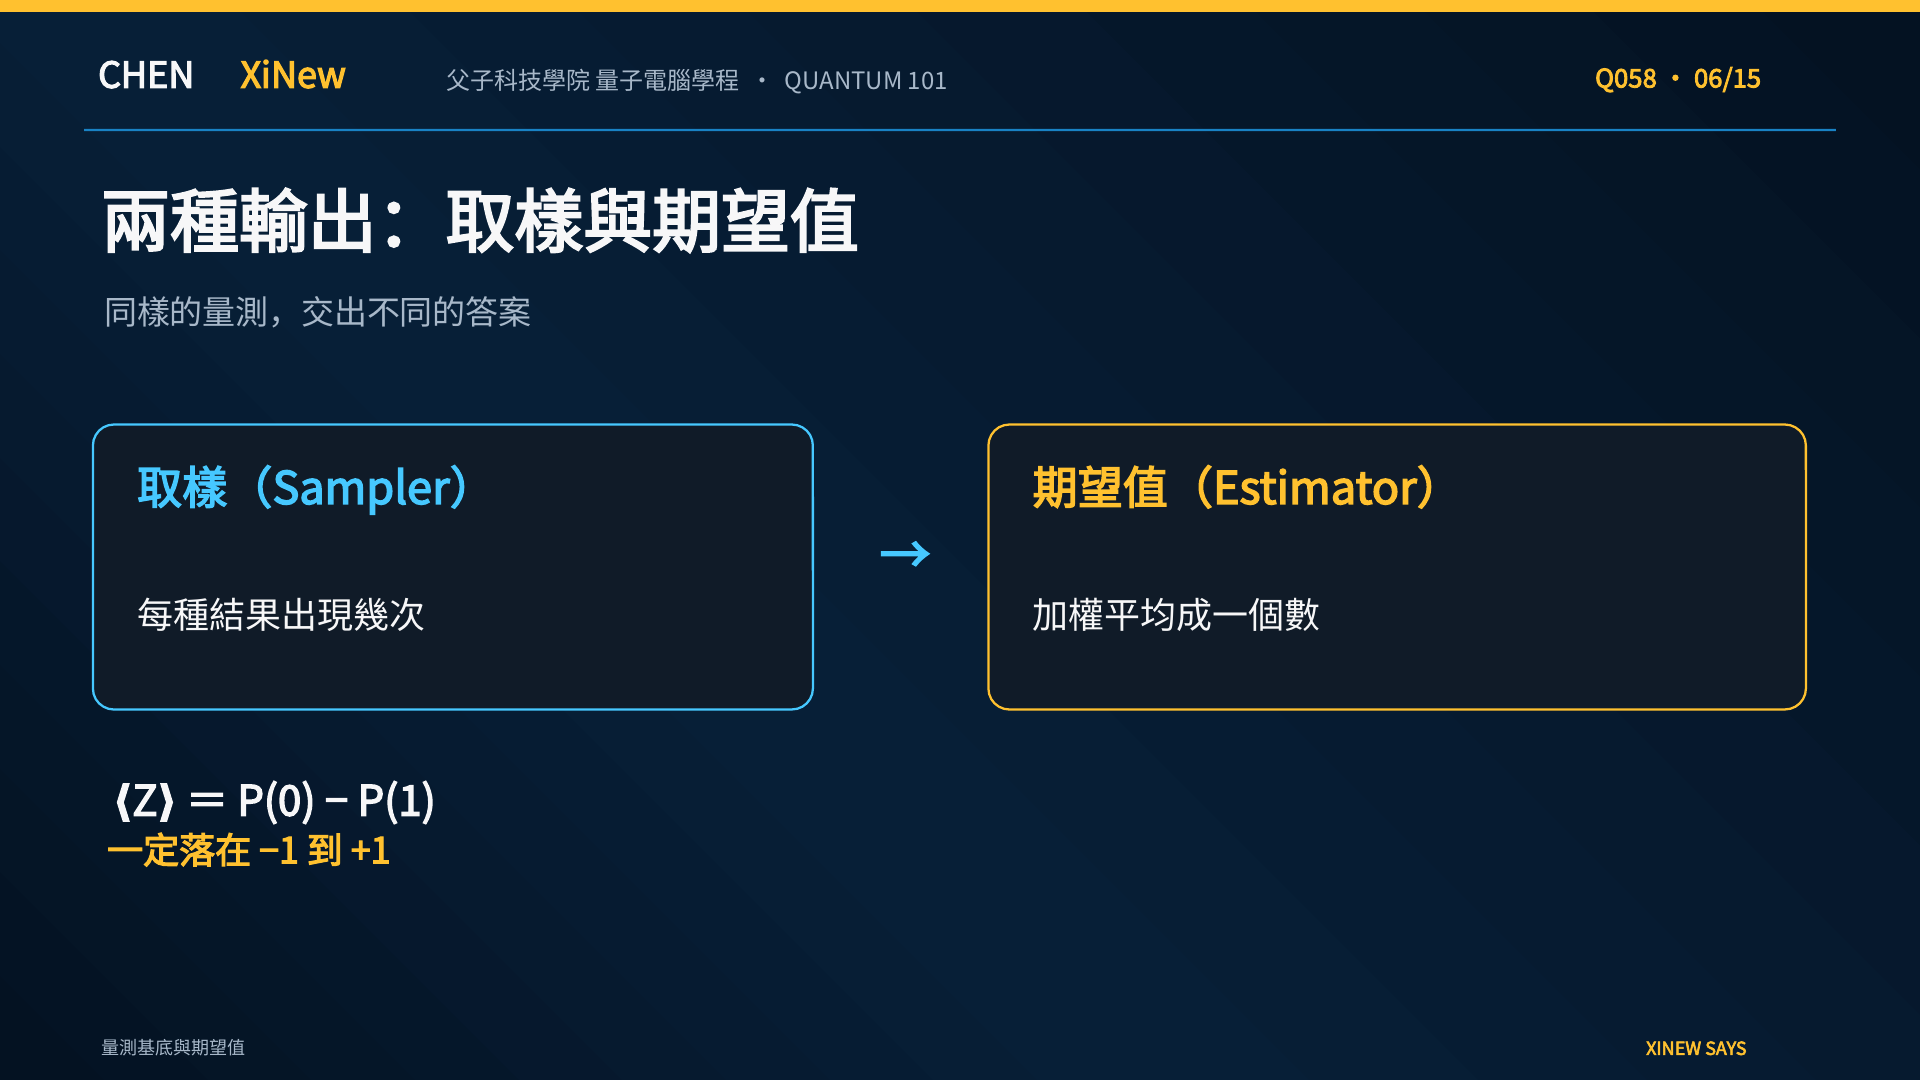 CHEN XiNew 父子科技學院 量子電腦學程 • QUANTUM 101 Q058 • 06/15
兩種輸出：取樣與期望值
同樣的量測，交出不同的答案
取樣（Sampler）
每種結果出現幾次
→
期望值（Estimator）
加權平均成一個數
⟨Z⟩ ＝ P(0) − P(1)
一定落在 −1 到 +1
量測基底與期望值
XINEW SAYS